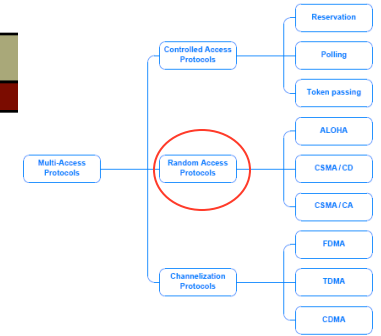 Reservation
Controlled Access
Protocols
Polling
Token passing
ALOHA
Multi-Access
Protocols
Random Access
Protocols
CSMA / CD
CSMA / CA
FDMA
Channelization
Protocols
TDMA
CDMA